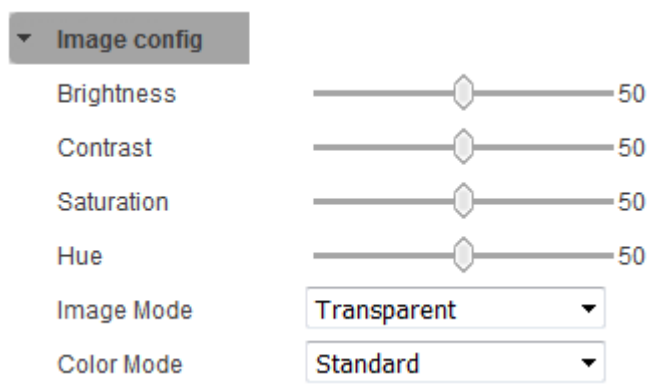 Image config
Brightness 50
Contrast 50
Saturation 50
Hue 50
Image Mode Transparent
Color Mode Standard